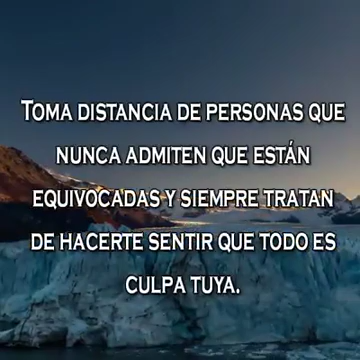 Toma distancia de personas que
nunca admiten que están
equivocadas y siempre tratan
de hacerte sentir que todo es
culpa tuya.